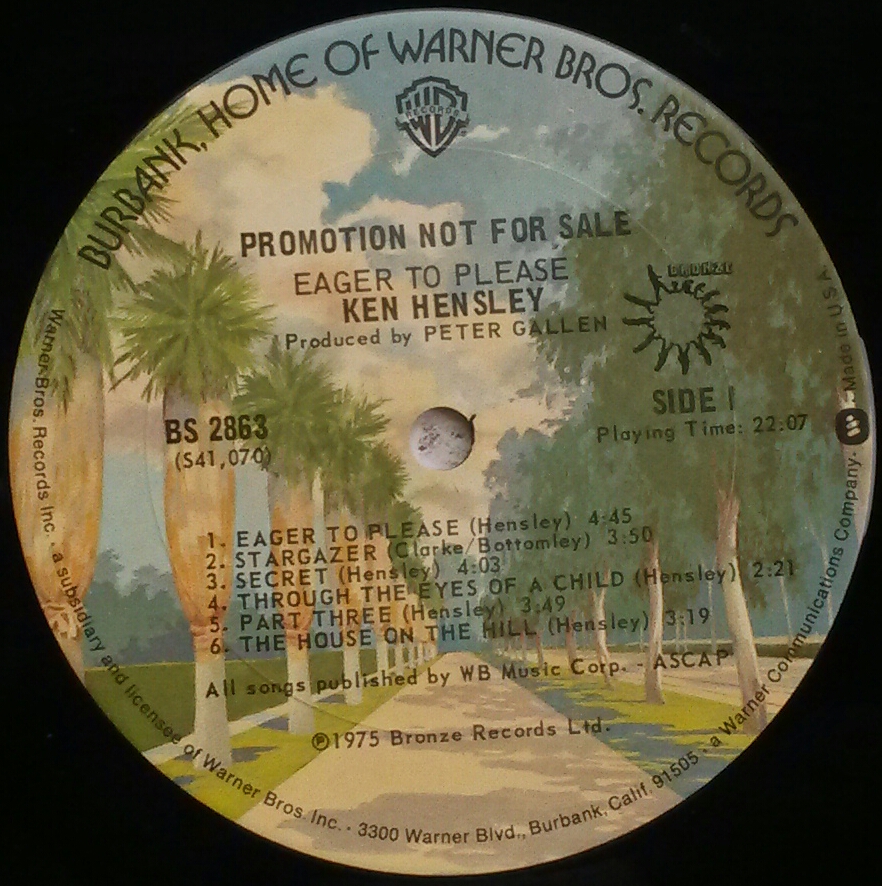 BURBANK, HOME OF WARNER BROS. RECORDS
RECORDS
PROMOTION NOT FOR SALE
EAGER TO PLEASE
KEN HENSLEY
Produced by PETER GALLEN
BRONZE
SIDE 1
Playing Time: 22:07
BS 2863
(S41,070)
1. EAGER TO PLEASE (Hensley) 4:45
2. STARGAZER (Clarke/Bottomley) 3:50
3. SECRET (Hensley) 4:03
4. THROUGH THE EYES OF A CHILD (Hensley) 2:21
5. PART THREE (Hensley) 3:49
6. THE HOUSE ON THE HILL (Hensley) 3:19
All songs published by WB Music Corp. - ASCAP
℗1975 Bronze Records Ltd.
Warner Bros. Records Inc. · a subsidiary and licensee of Warner Bros. Inc. · 3300 Warner Blvd., Burbank, Calif. 91505 · a Warner Communications Company. Made in U.S.A.